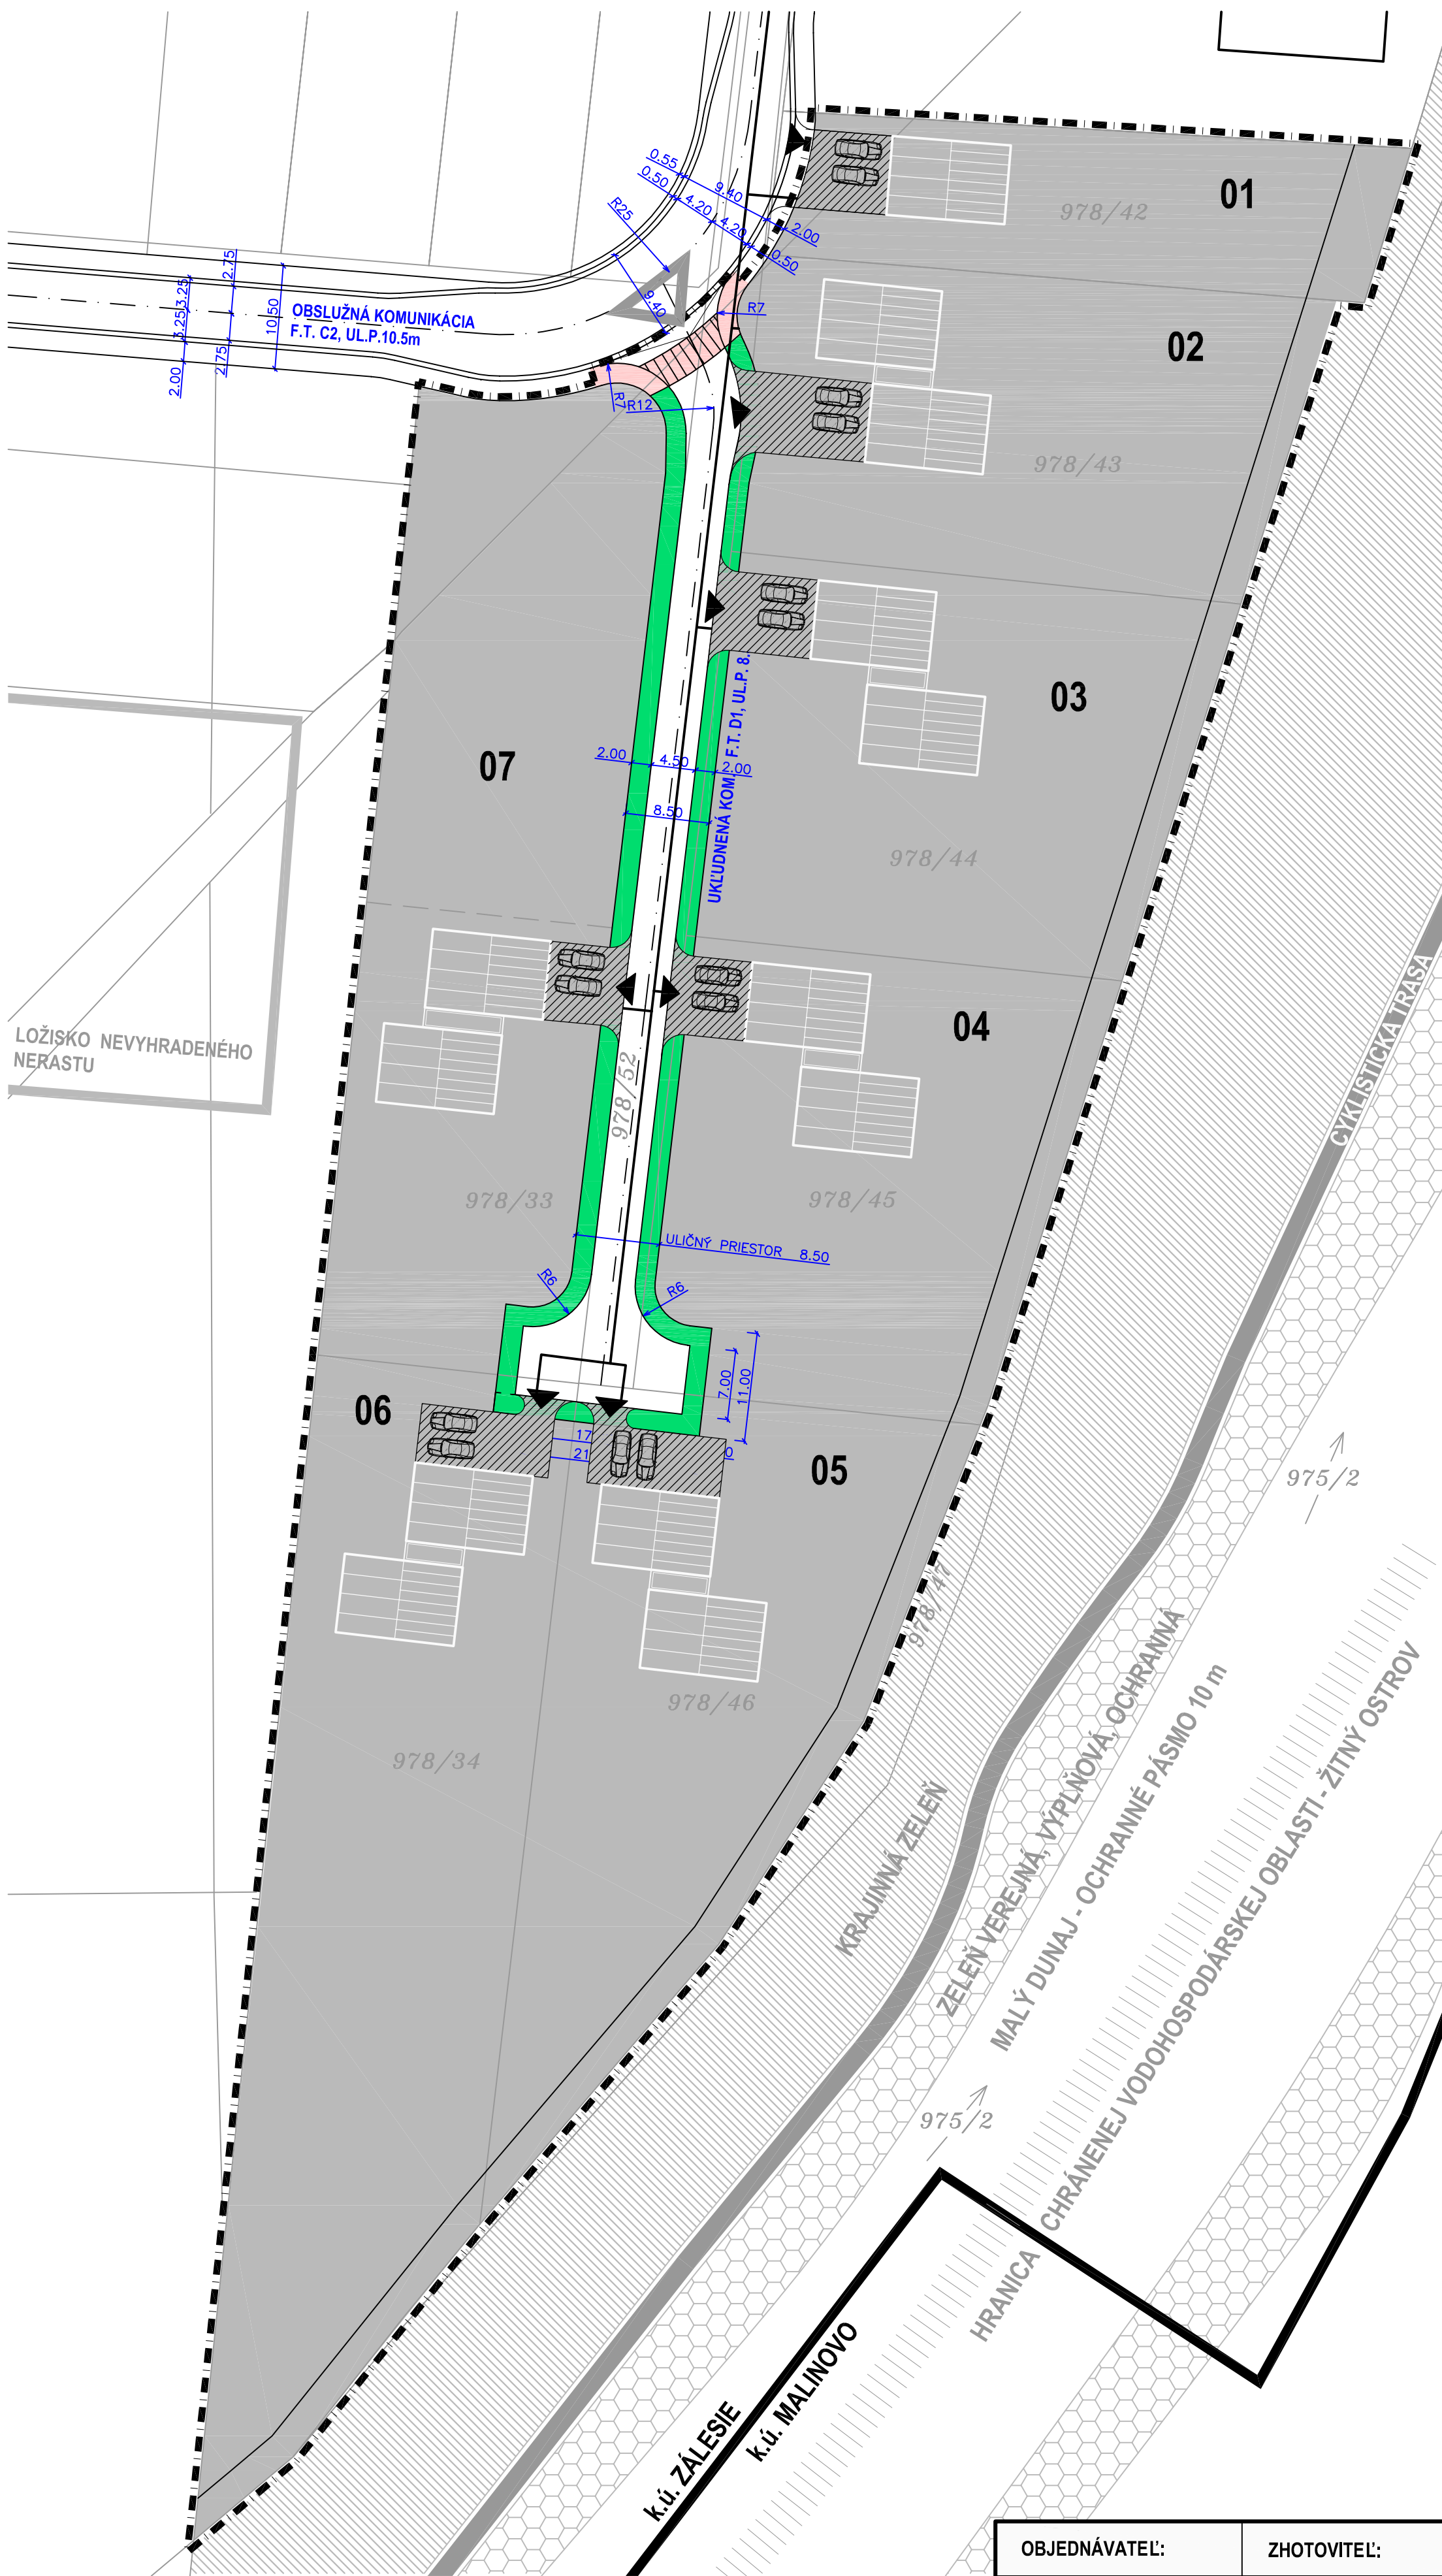 01
978/42
0.55
0.50
9.40
4.20
4.20
2.00
0.50
R25
9.40
R7
2.75
3.25
3.25
10.50
2.75
2.00
OBSLUŽNÁ KOMUNIKÁCIA
F.T. C2, UL.P.10.5m
02
R7
R12
978/43
03
07
UKĽUDNENÁ KOM. F.T. D1, UL.P. 8.
2.00
4.50
2.00
8.50
978/44
LOŽISKO NEVYHRADENÉHO
NERASTU
04
978/52
CYKLISTICKÁ TRASA
978/33
978/45
ULIČNÝ PRIESTOR 8.50
R6
R6
7.00
11.00
06
17
21
0
05
975/2
978/47
978/46
978/34
KRAJINNÁ ZELEŇ
ZELEŇ VEREJNÁ, VÝPLŇOVÁ, OCHRANNÁ
MALÝ DUNAJ - OCHRANNÉ PÁSMO 10 m
HRANICA CHRÁNENEJ VODOHOSPODÁRSKEJ OBLASTI - ŽITNÝ OSTROV
975/2
k.ú. ZÁLESIE
k.ú. MALINOVO
OBJEDNÁVATEĽ:
ZHOTOVITEĽ: